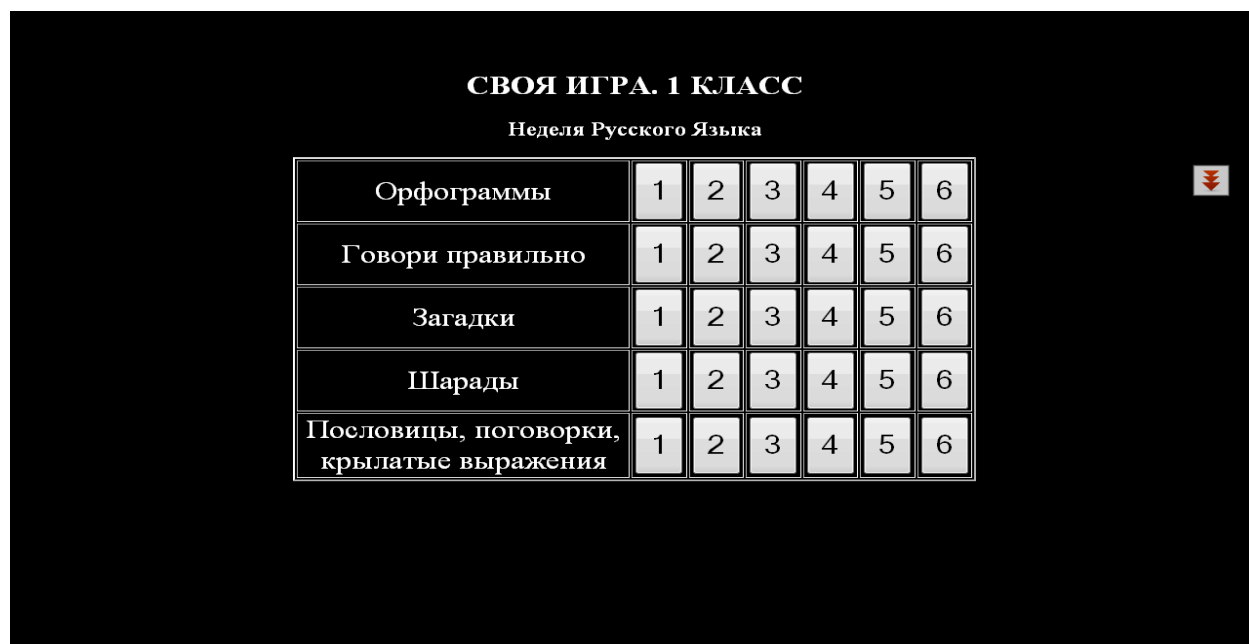 СВОЯ ИГРА. 1 КЛАСС
Неделя Русского Языка
Орфограммы 1 2 3 4 5 6
Говори правильно 1 2 3 4 5 6
Загадки 1 2 3 4 5 6
Шарады 1 2 3 4 5 6
Пословицы, поговорки,
крылатые выражения 1 2 3 4 5 6